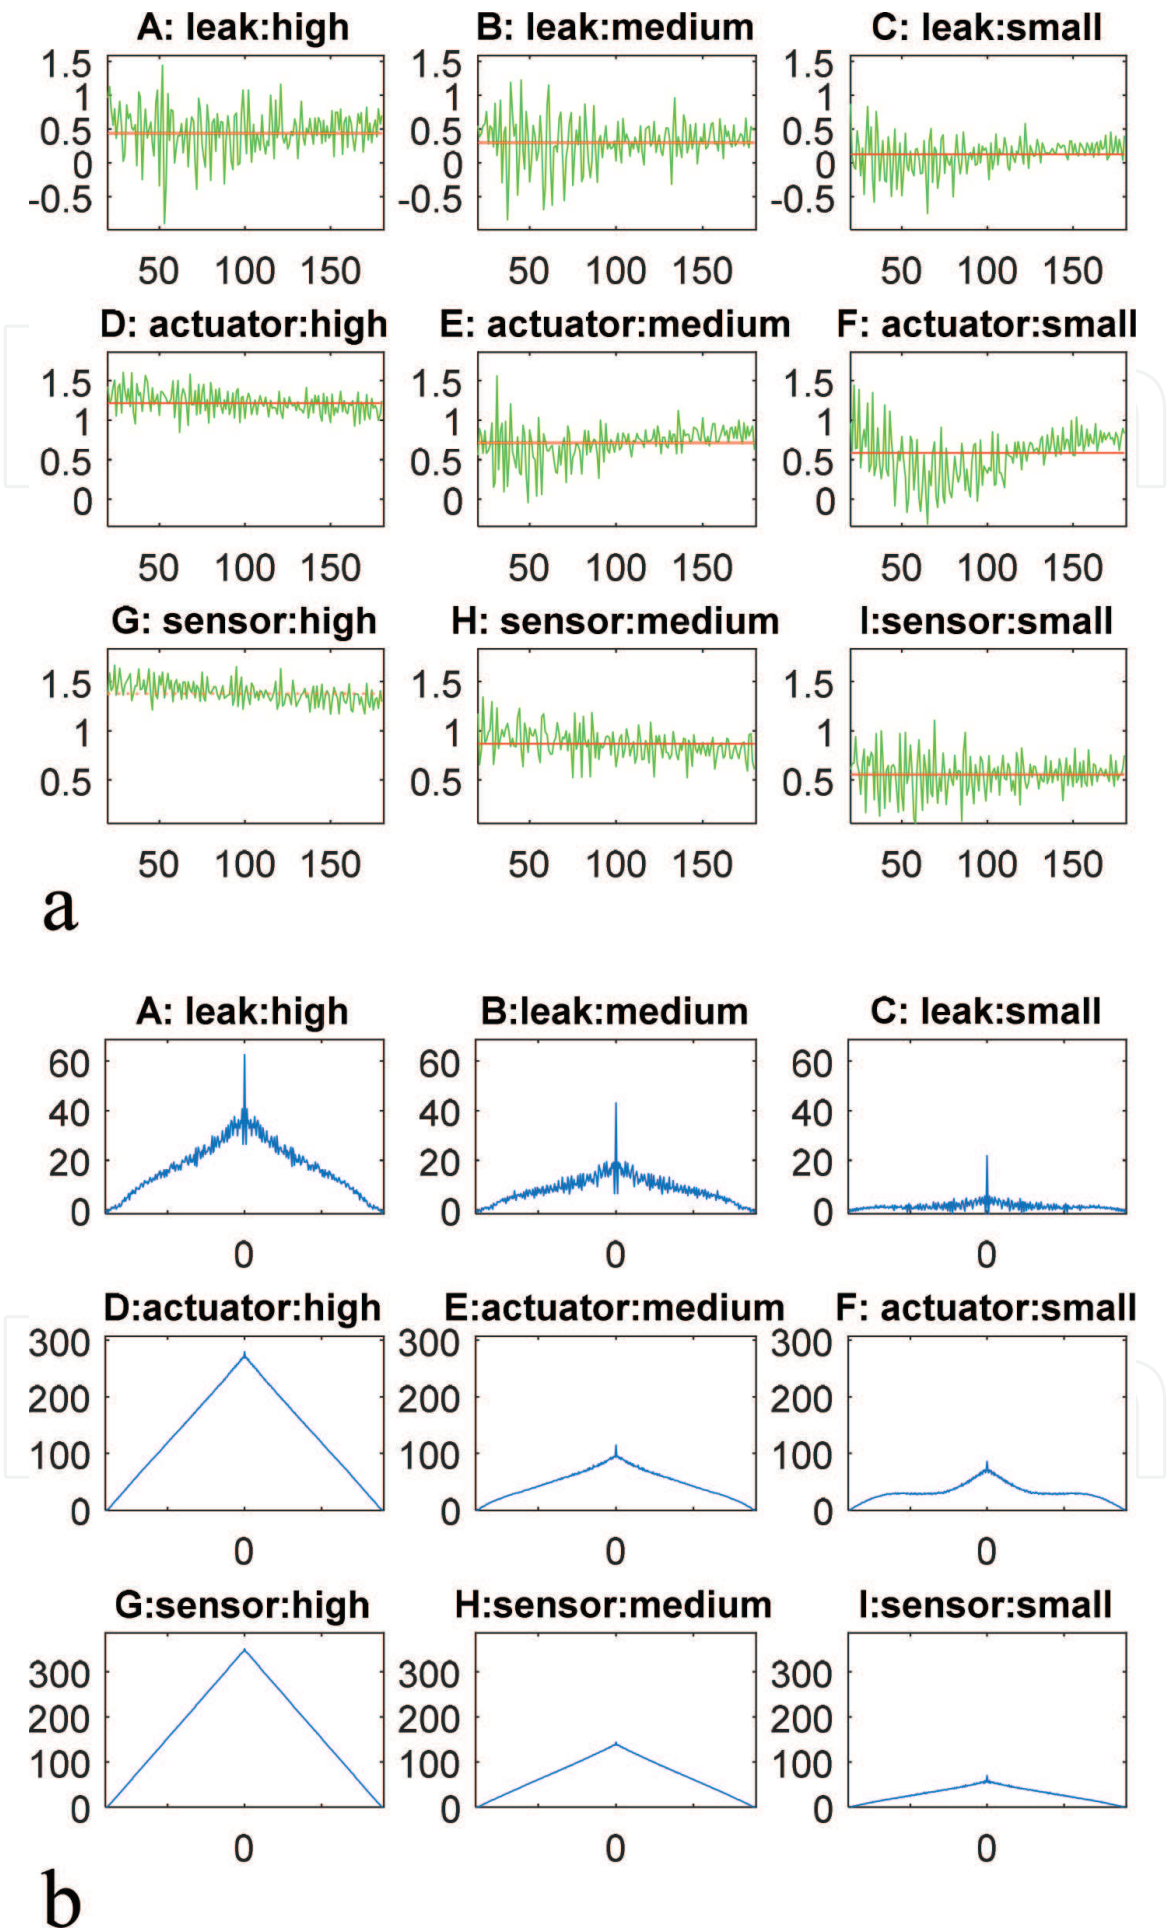 A: leak:high B: leak:medium C: leak:small
1.5 1.5 1.5
1 1 1
0.5 0.5 0.5
0 0 0
-0.5 -0.5 -0.5
50 100 150 50 100 150 50 100 150
D: actuator:high E: actuator:medium F: actuator:small
1.5 1.5 1.5
1 1 1
0.5 0.5 0.5
0 0 0
50 100 150 50 100 150 50 100 150
G: sensor:high H: sensor:medium I:sensor:small
1.5 1.5 1.5
1 1 1
0.5 0.5 0.5
50 100 150 50 100 150 50 100 150
a
A: leak:high B:leak:medium C: leak:small
60 60 60
40 40 40
20 20 20
0 0 0
0 0 0
D:actuator:high E:actuator:medium F: actuator:small
300 300 300
200 200 200
100 100 100
0 0 0
0 0 0
G:sensor:high H:sensor:medium I:sensor:small
300 300 300
200 200 200
100 100 100
0 0 0
0 0 0
b